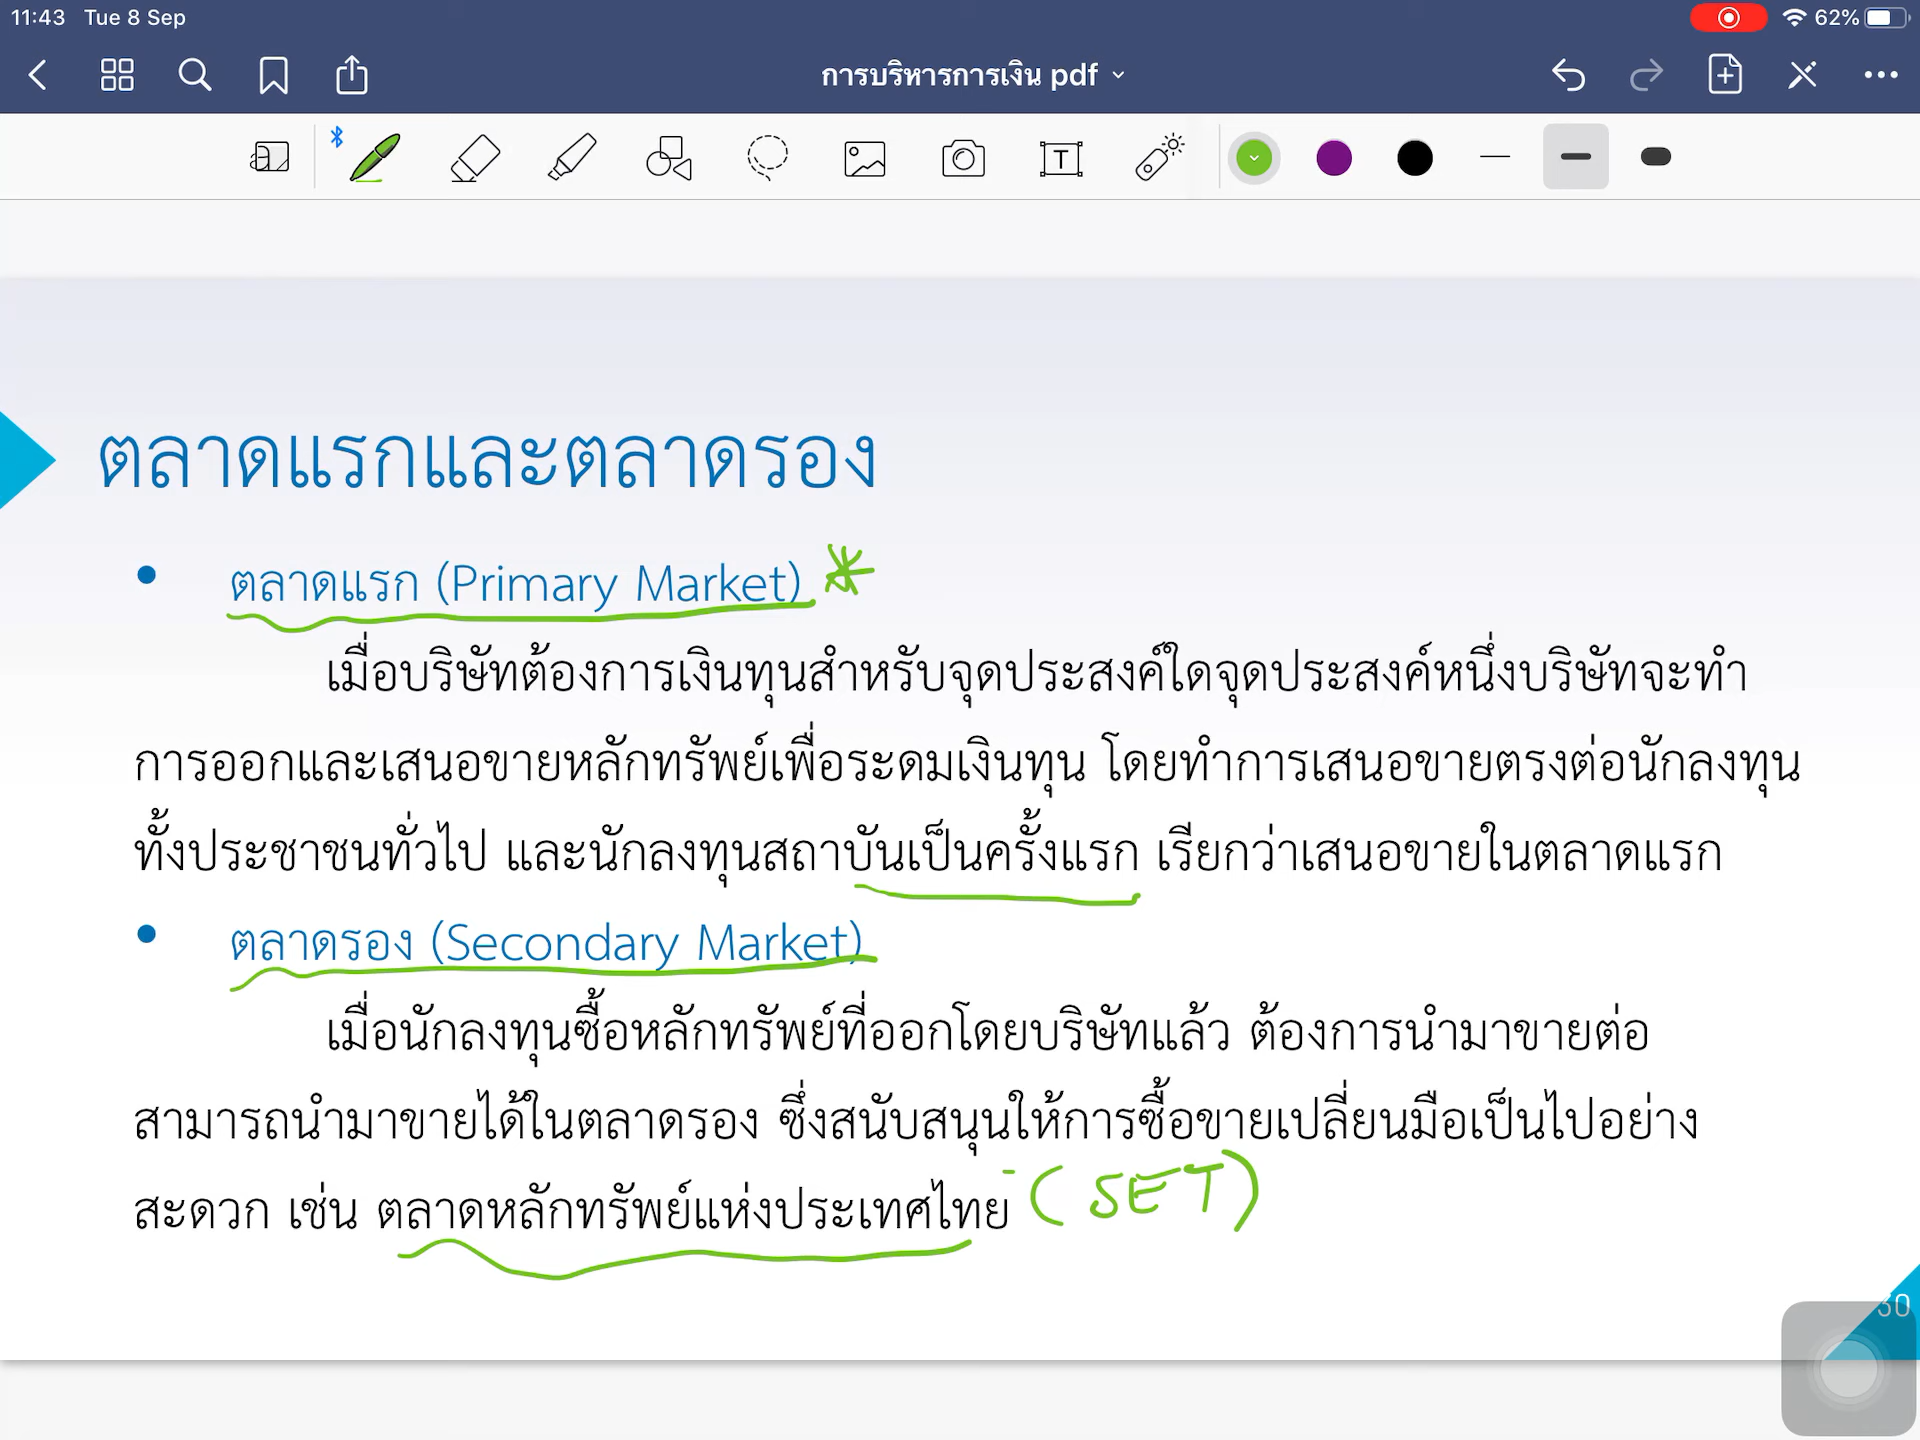 11:43 Tue 8 Sep 62%
การบริหารการเงิน pdf
ตลาดแรกและตลาดรอง
• ตลาดแรก (Primary Market) *
เมื่อบริษัทต้องการเงินทุนสำหรับจุดประสงค์ใดจุดประสงค์หนึ่งบริษัทจะทำ
การออกและเสนอขายหลักทรัพย์เพื่อระดมเงินทุน โดยทำการเสนอขายตรงต่อนักลงทุน
ทั้งประชาชนทั่วไป และนักลงทุนสถาบันเป็นครั้งแรก เรียกว่าเสนอขายในตลาดแรก
• ตลาดรอง (Secondary Market)
เมื่อนักลงทุนซื้อหลักทรัพย์ที่ออกโดยบริษัทแล้ว ต้องการนำมาขายต่อ
สามารถนำมาขายได้ในตลาดรอง ซึ่งสนับสนุนให้การซื้อขายเปลี่ยนมือเป็นไปอย่าง
สะดวก เช่น ตลาดหลักทรัพย์แห่งประเทศไทย (SET)
30